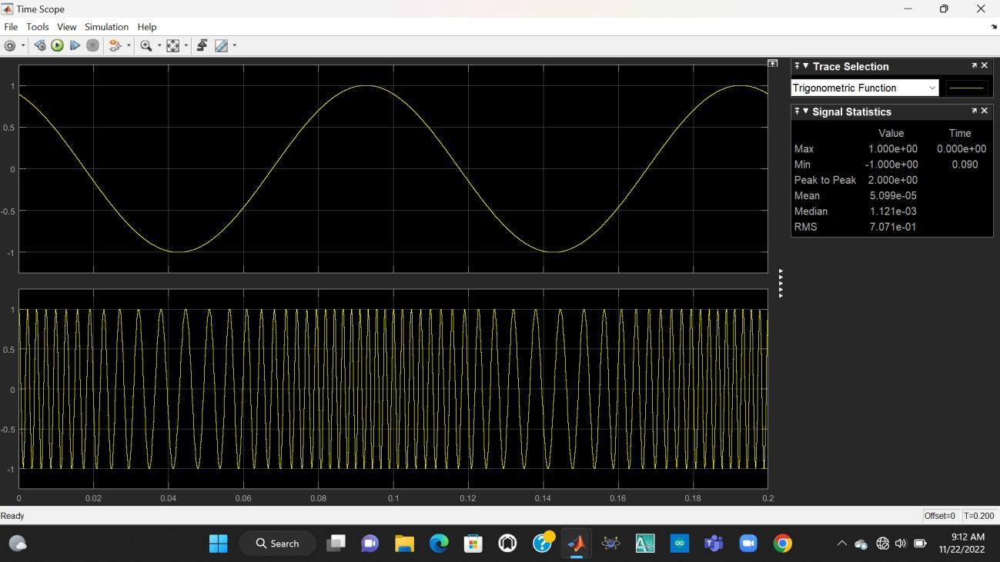 Time Scope
File Tools View Simulation Help
1
0.5
0
-0.5
-1
1
0.5
0
-0.5
-1
0 0.02 0.04 0.06 0.08 0.1 0.12 0.14 0.16 0.18 0.2
Trace Selection
Trigonometric Function
Signal Statistics
Value Time
Max 1.000e+00 0.000e+00
Min -1.000e+00 0.090
Peak to Peak 2.000e+00
Mean 5.099e-05
Median 1.121e-03
RMS 7.071e-01
Ready Offset=0 T=0.200
Search
9:12 AM
11/22/2022